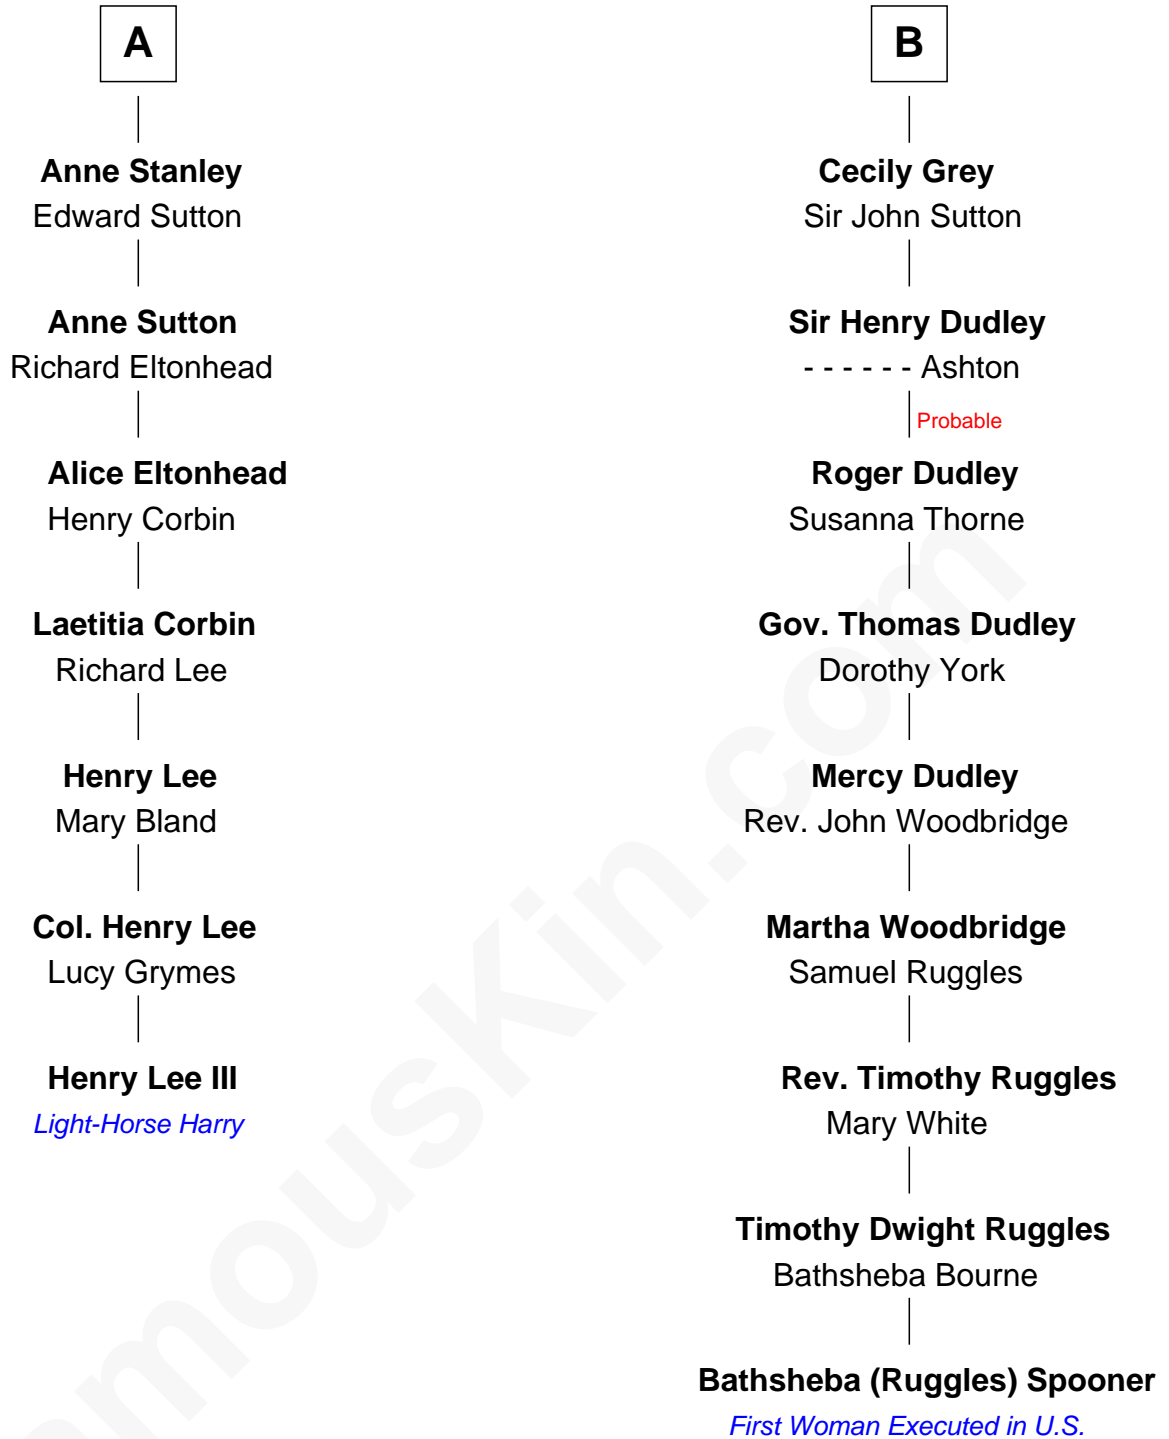 A
Anne Stanley
Edward Sutton
Anne Sutton
Richard Eltonhead
Alice Eltonhead
Henry Corbin
Laetitia Corbin
Richard Lee
Henry Lee
Mary Bland
Col. Henry Lee
Lucy Grymes
Henry Lee III
Light-Horse Harry
B
Cecily Grey
Sir John Sutton
Sir Henry Dudley
- - - - - - Ashton
Probable
Roger Dudley
Susanna Thorne
Gov. Thomas Dudley
Dorothy York
Mercy Dudley
Rev. John Woodbridge
Martha Woodbridge
Samuel Ruggles
Rev. Timothy Ruggles
Mary White
Timothy Dwight Ruggles
Bathsheba Bourne
Bathsheba (Ruggles) Spooner
First Woman Executed in U.S.
amouskin.com